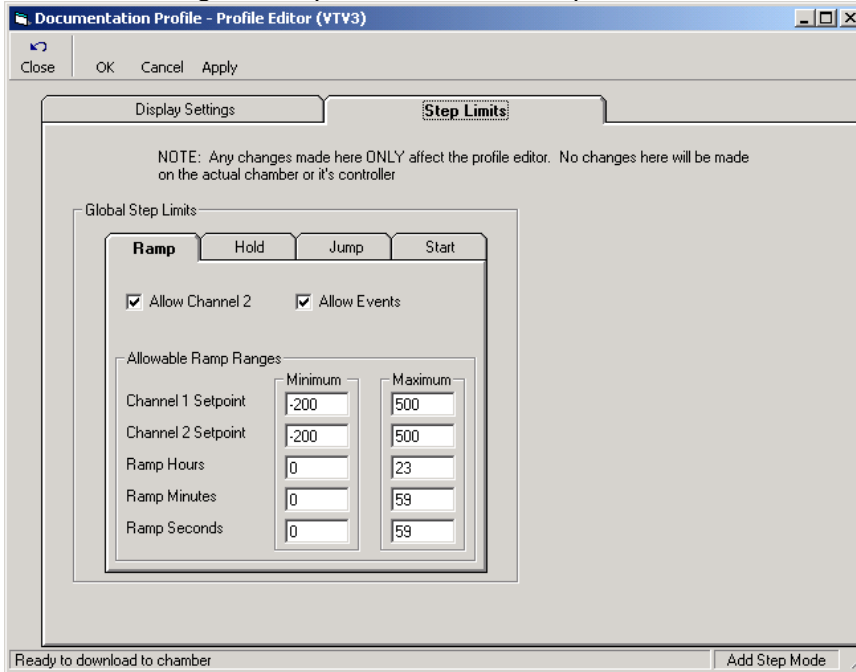 Documentation Profile - Profile Editor (VTV3)
Close OK Cancel Apply
Display Settings Step Limits
NOTE: Any changes made here ONLY affect the profile editor. No changes here will be made
on the actual chamber or it's controller
Global Step Limits
Ramp Hold Jump Start
Allow Channel 2 Allow Events
Allowable Ramp Ranges
Minimum Maximum
Channel 1 Setpoint -200 500
Channel 2 Setpoint -200 500
Ramp Hours 0 23
Ramp Minutes 0 59
Ramp Seconds 0 59
Ready to download to chamber Add Step Mode